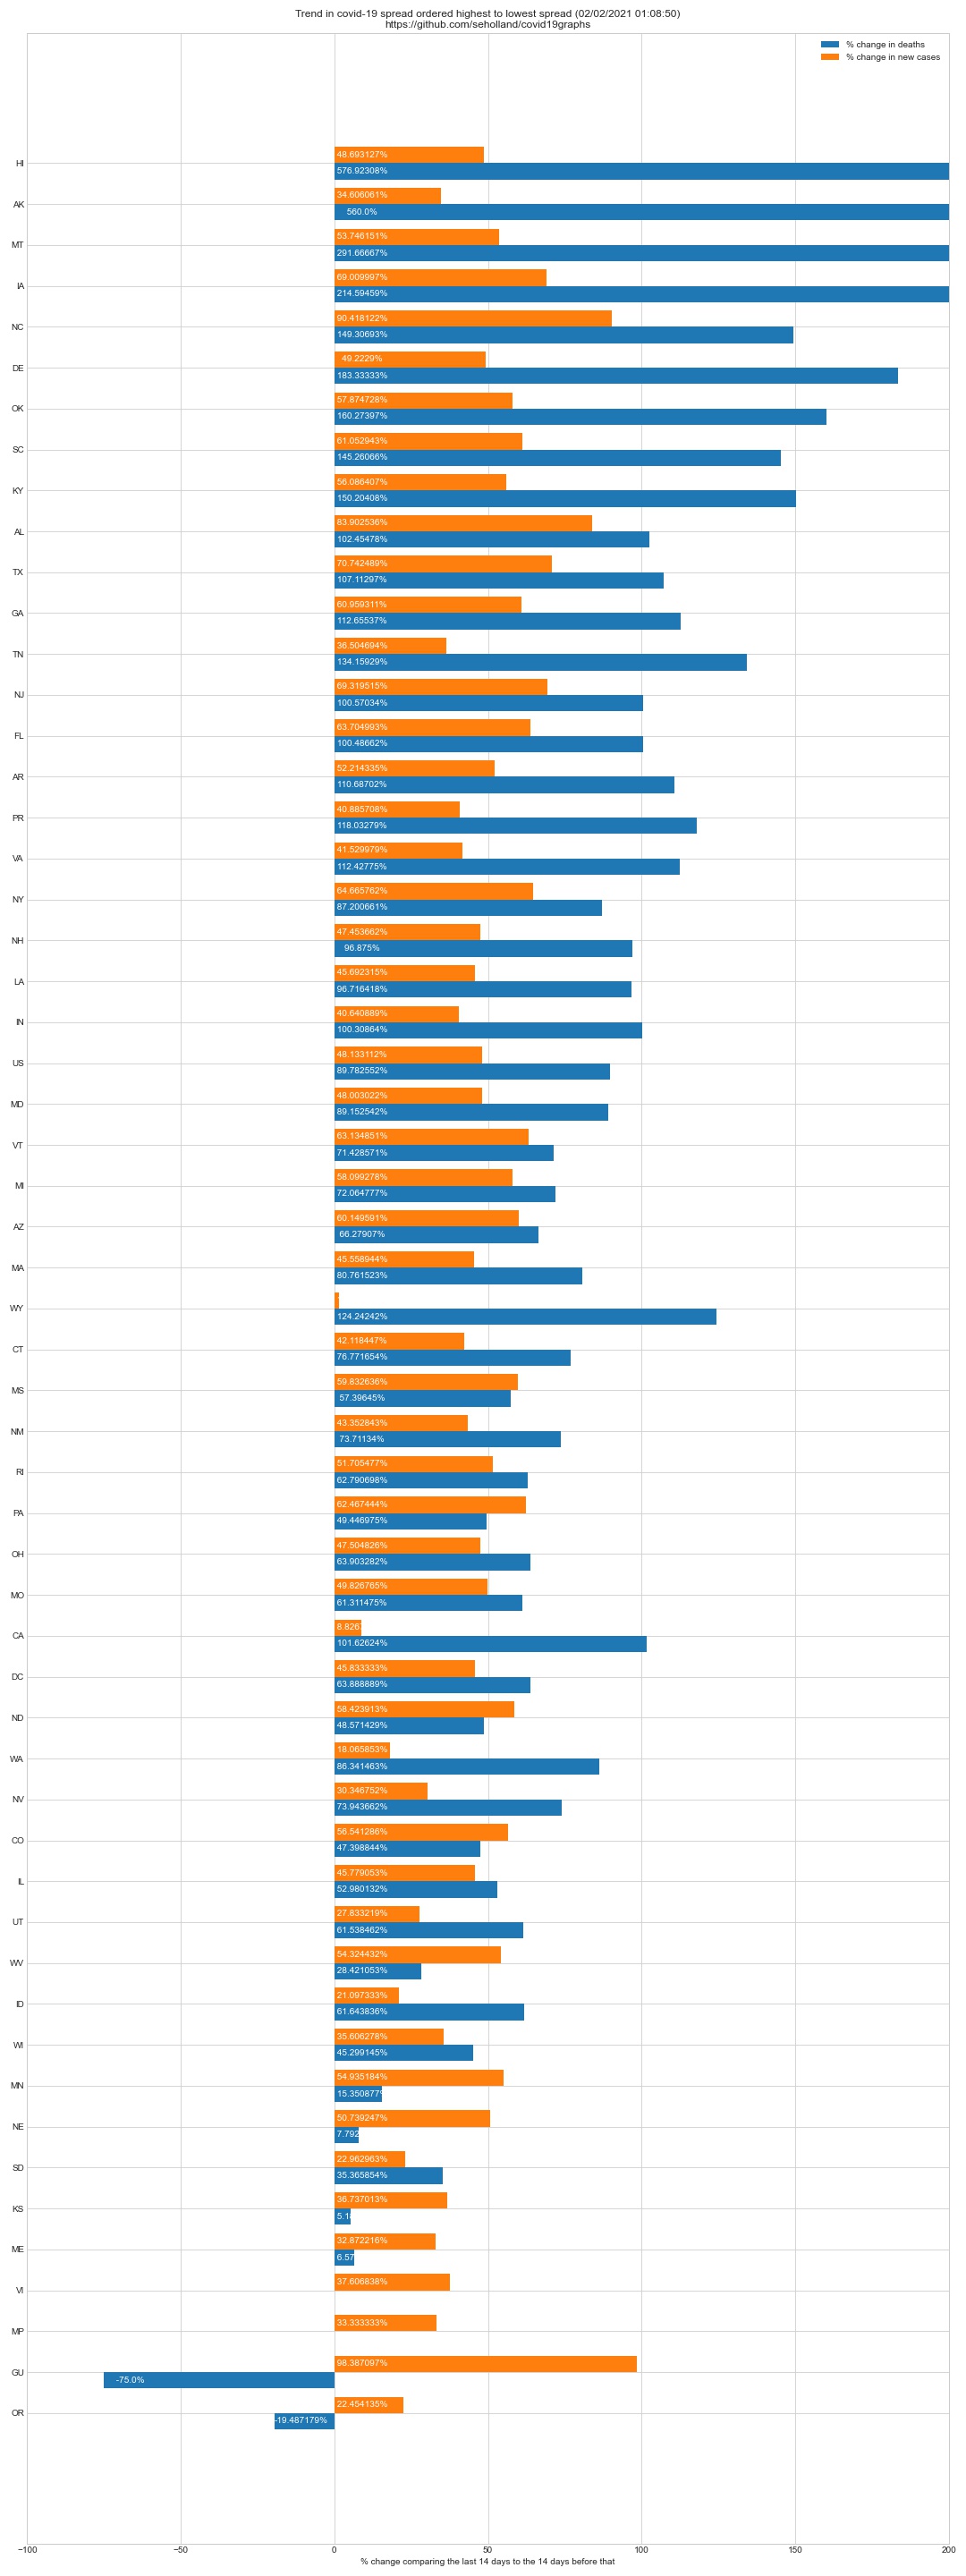 Trend in covid-19 spread ordered highest to lowest spread (02/02/2021 01:08:50)
https://github.com/seholland/covid19graphs
% change in deaths
% change in new cases
48.693127%
HI
576.92308%
34.606061%
AK
560.0%
53.746151%
MT
291.66667%
69.009997%
IA
214.59459%
90.418122%
NC
149.30693%
49.2229%
DE
183.33333%
57.874728%
OK
160.27397%
61.052943%
SC
145.26066%
56.086407%
KY
150.20408%
83.902536%
AL
102.45478%
70.742489%
TX
107.11297%
60.959311%
GA
112.65537%
36.504694%
TN
134.15929%
69.319515%
NJ
100.57034%
63.704993%
FL
100.48662%
52.214335%
AR
110.68702%
40.885708%
PR
118.03279%
41.529979%
VA
112.42775%
64.665762%
NY
87.200661%
47.453662%
NH
96.875%
45.692315%
LA
96.716418%
40.640889%
IN
100.30864%
48.133112%
US
89.782552%
48.003022%
MD
89.152542%
63.134851%
VT
71.428571%
58.099278%
MI
72.064777%
60.149591%
AZ
66.27907%
45.558944%
MA
80.761523%
WY
124.24242%
42.118447%
CT
76.771654%
59.832636%
MS
57.39645%
43.352843%
NM
73.71134%
51.705477%
RI
62.790698%
62.467444%
PA
49.446975%
47.504826%
OH
63.903282%
49.826765%
MO
61.311475%
8.826
CA
101.62624%
45.833333%
DC
63.888889%
58.423913%
ND
48.571429%
18.065853%
WA
86.341463%
30.346752%
NV
73.943662%
56.541286%
CO
47.398844%
45.779053%
IL
52.980132%
27.833219%
UT
61.538462%
54.324432%
WV
28.421053%
21.097333%
ID
61.643836%
35.606278%
WI
45.299145%
54.935184%
MN
15.350877%
50.739247%
NE
7.792
22.962963%
SD
35.365854%
36.737013%
KS
5.1
32.872216%
ME
6.57
37.606838%
VI
33.333333%
MP
98.387097%
GU
-75.0%
22.454135%
OR
-19.487179%
−100 −50 0 50 100 150 200
% change comparing the last 14 days to the 14 days before that